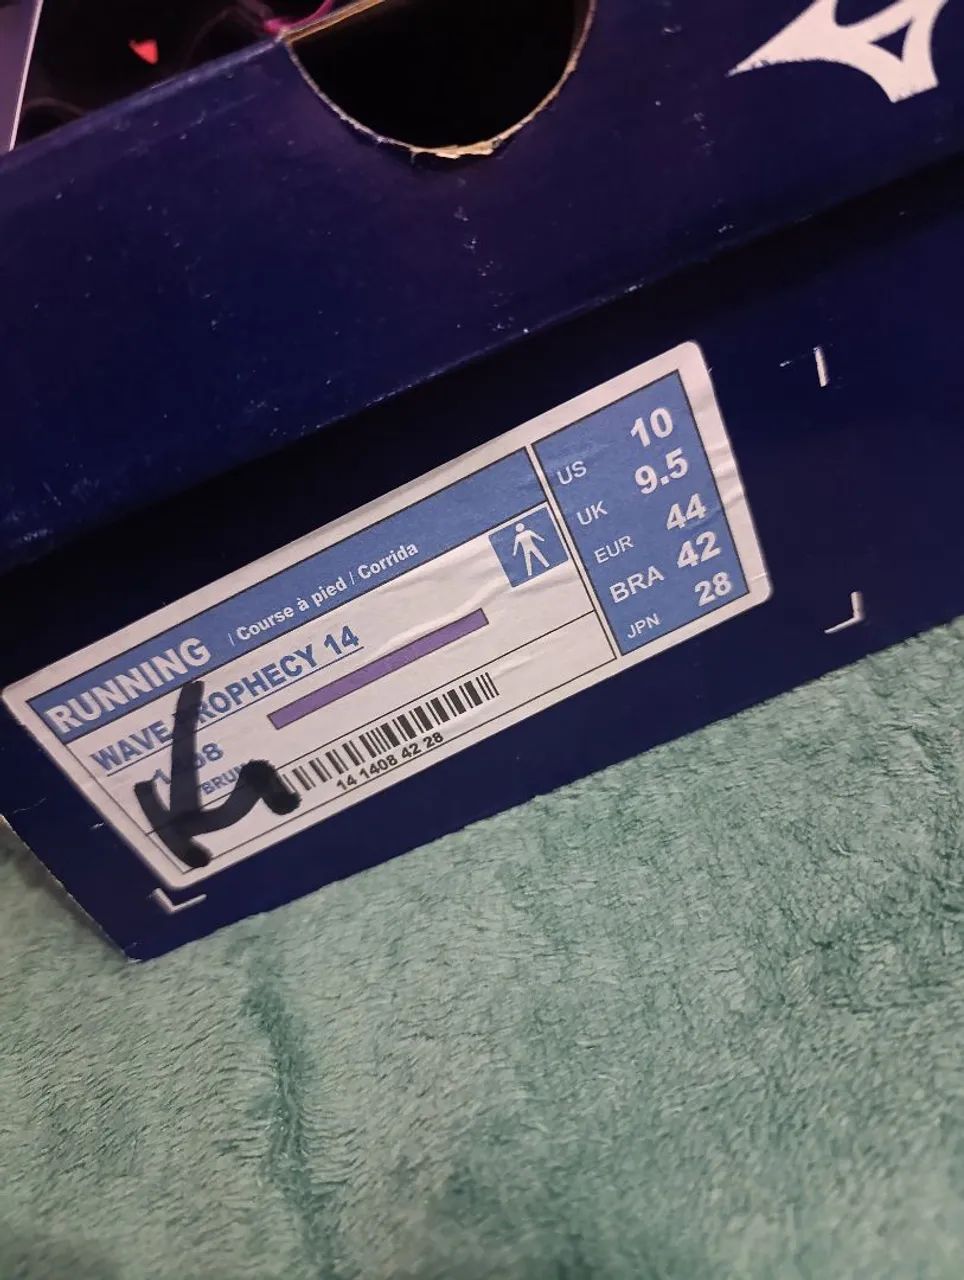 RUNNING | Course à pied / Corrida
WAVE PROPHECY 14
14 1408 42 28
US 10
UK 9.5
EUR 44
BRA 42
JPN 28